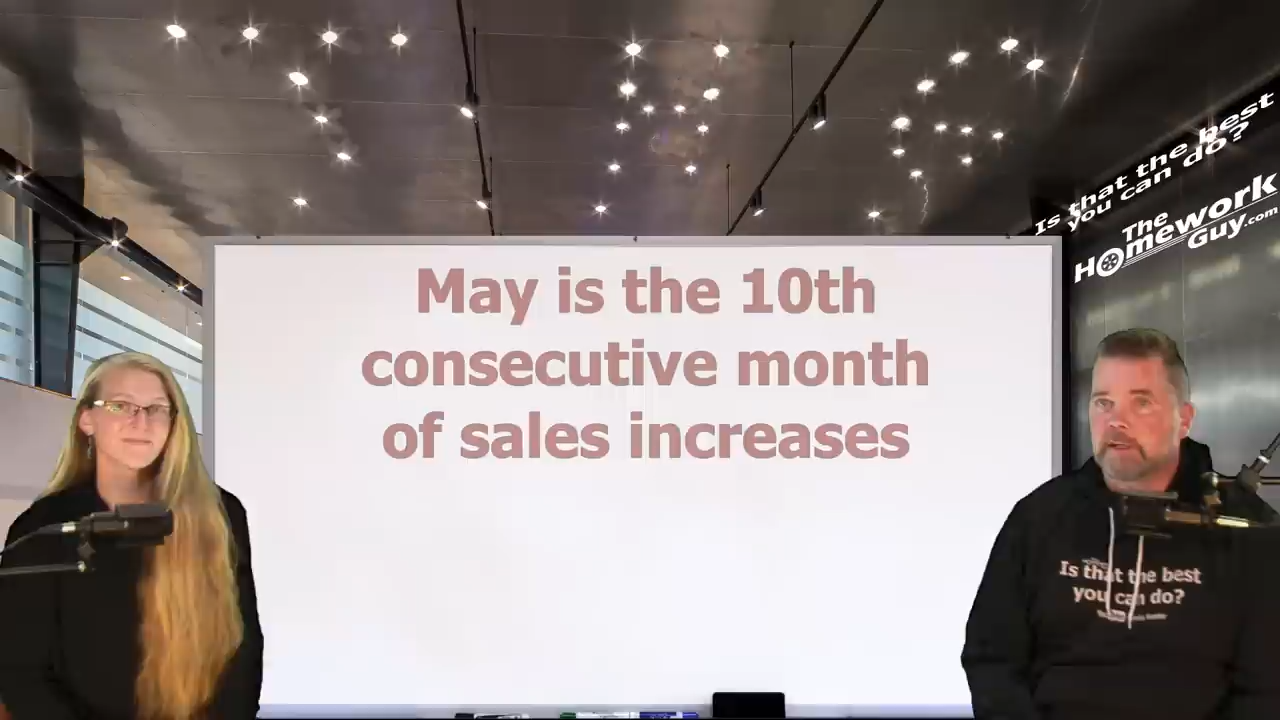 Is that the best
you can do?
The
Homework
Guy.com
May is the 10th
consecutive month
of sales increases
Is that the best
you can do?